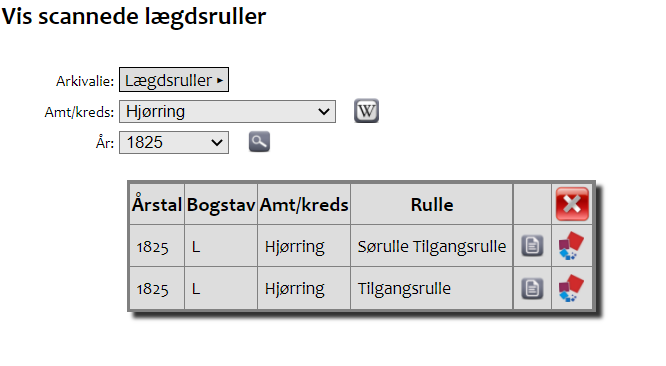 Vis scannede lægdsruller
Arkivalie: Lægdsruller ▸
Amt/kreds: Hjørring W
År: 1825
Årstal Bogstav Amt/kreds Rulle
1825 L Hjørring Sørulle Tilgangsrulle
1825 L Hjørring Tilgangsrulle